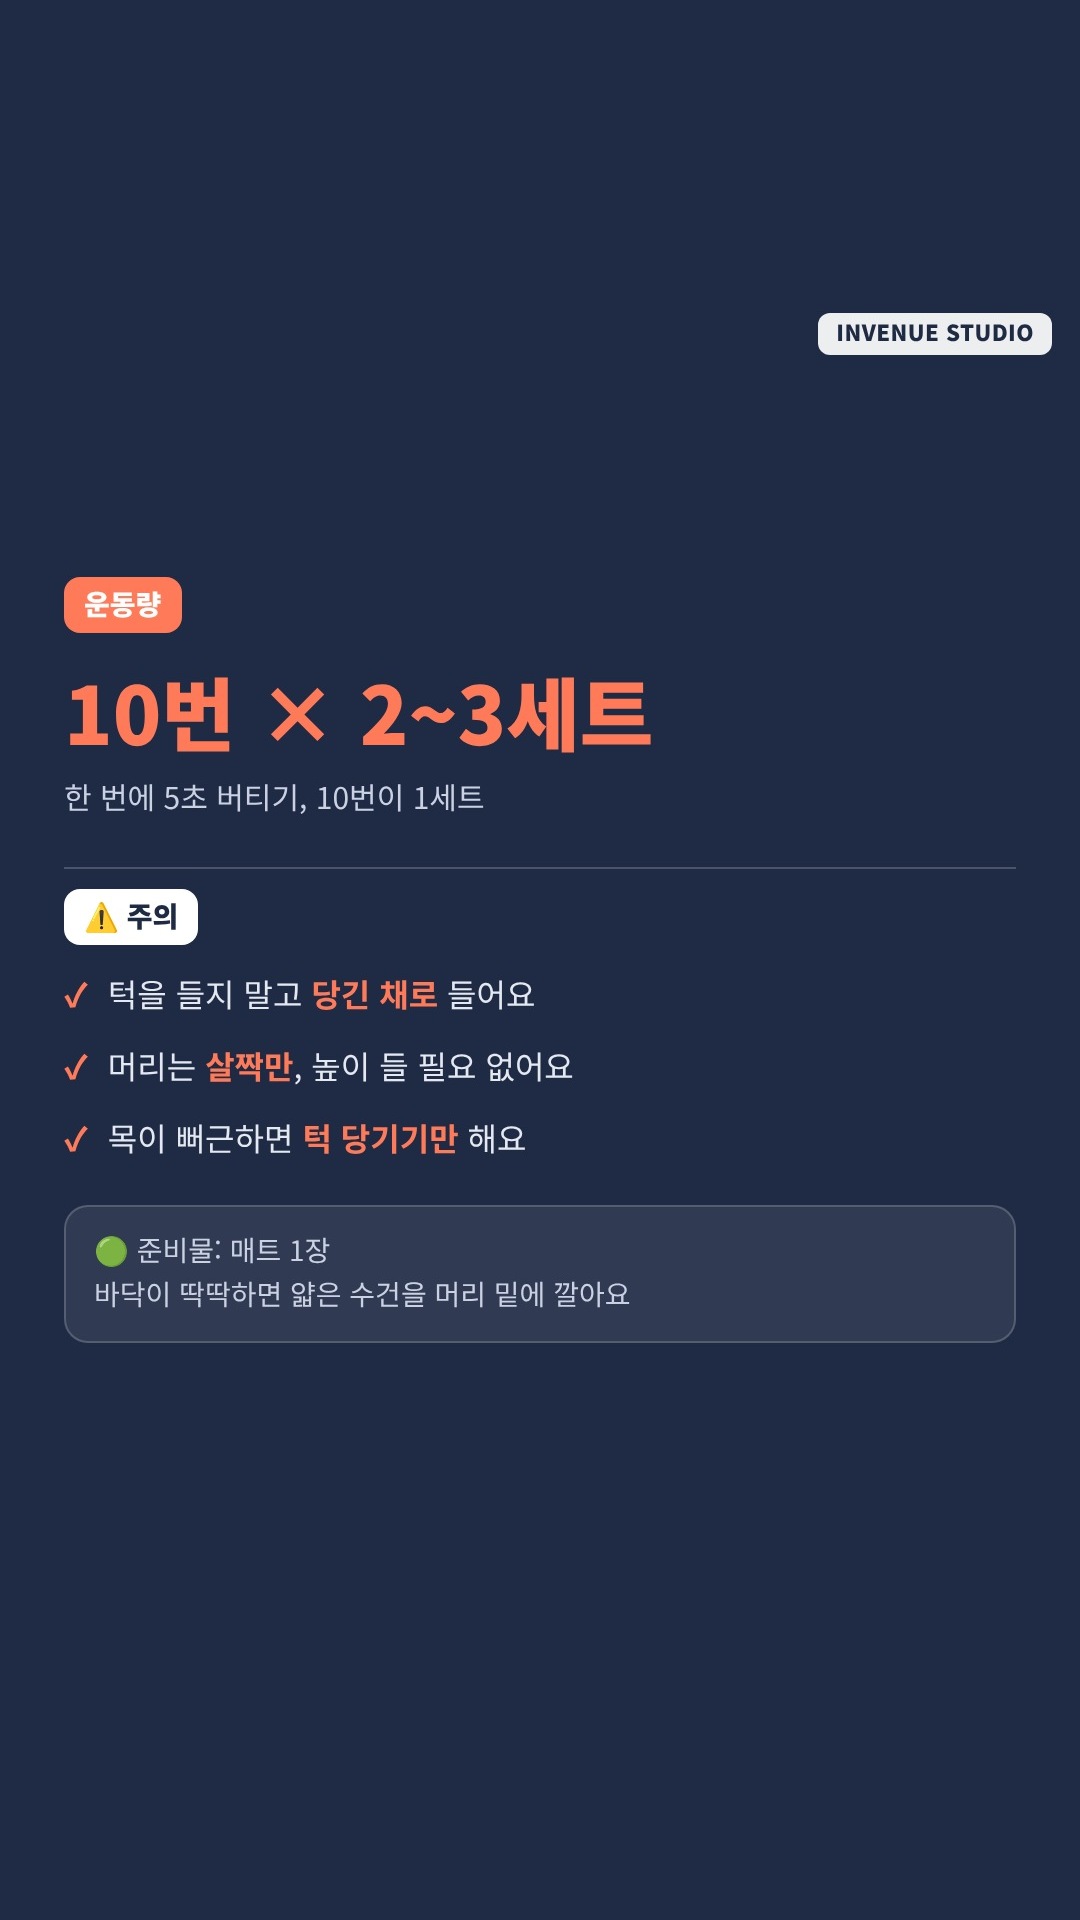 INVENUE STUDIO
운동량
10번 × 2~3세트
한 번에 5초 버티기, 10번이 1세트
⚠️ 주의
✓ 턱을 들지 말고 당긴 채로 들어요
✓ 머리는 살짝만, 높이 들 필요 없어요
✓ 목이 뻐근하면 턱 당기기만 해요
🟢 준비물: 매트 1장
바닥이 딱딱하면 얇은 수건을 머리 밑에 깔아요